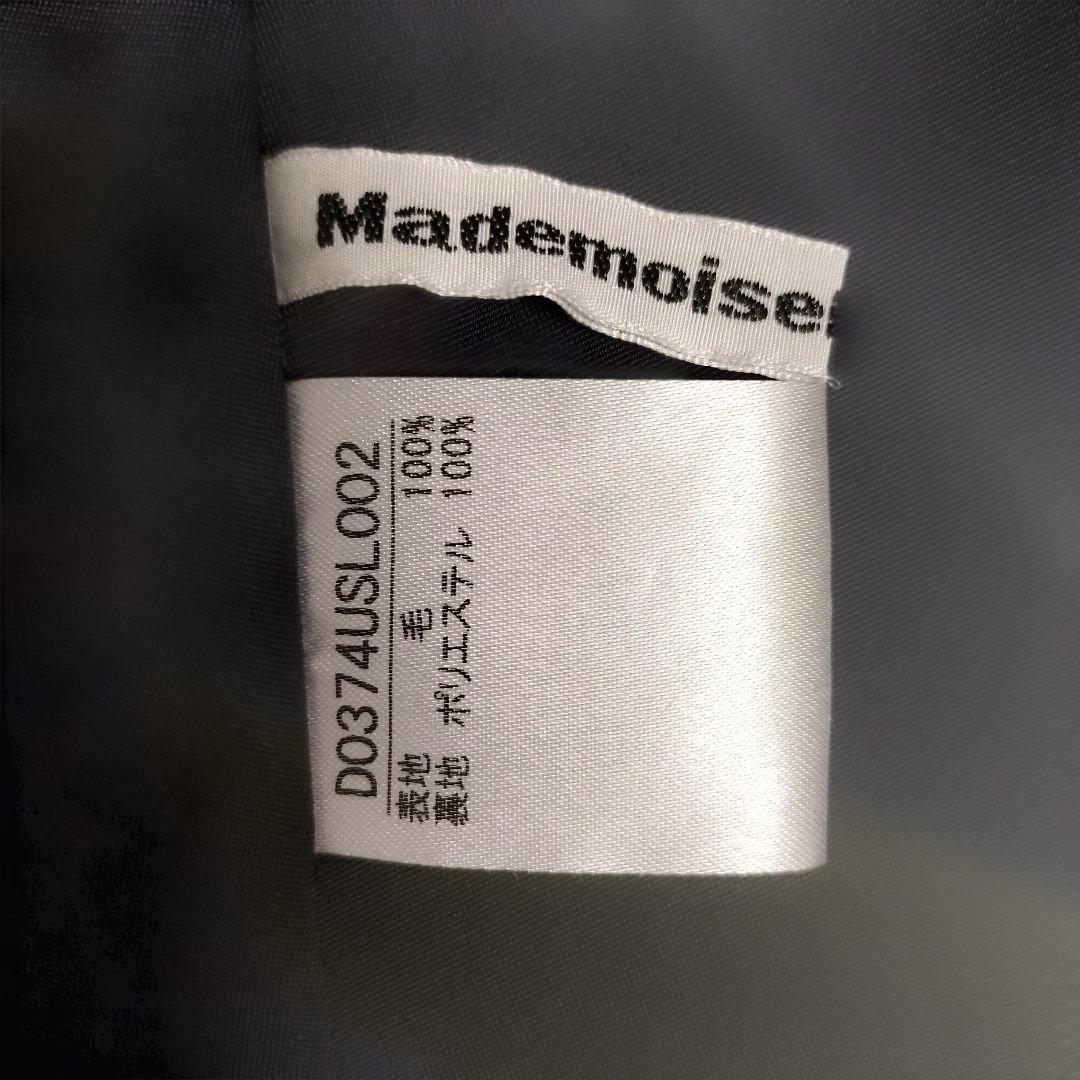 Mademoise
D0374USL002
表地 毛 100%
裏地 ポリエステル 100%